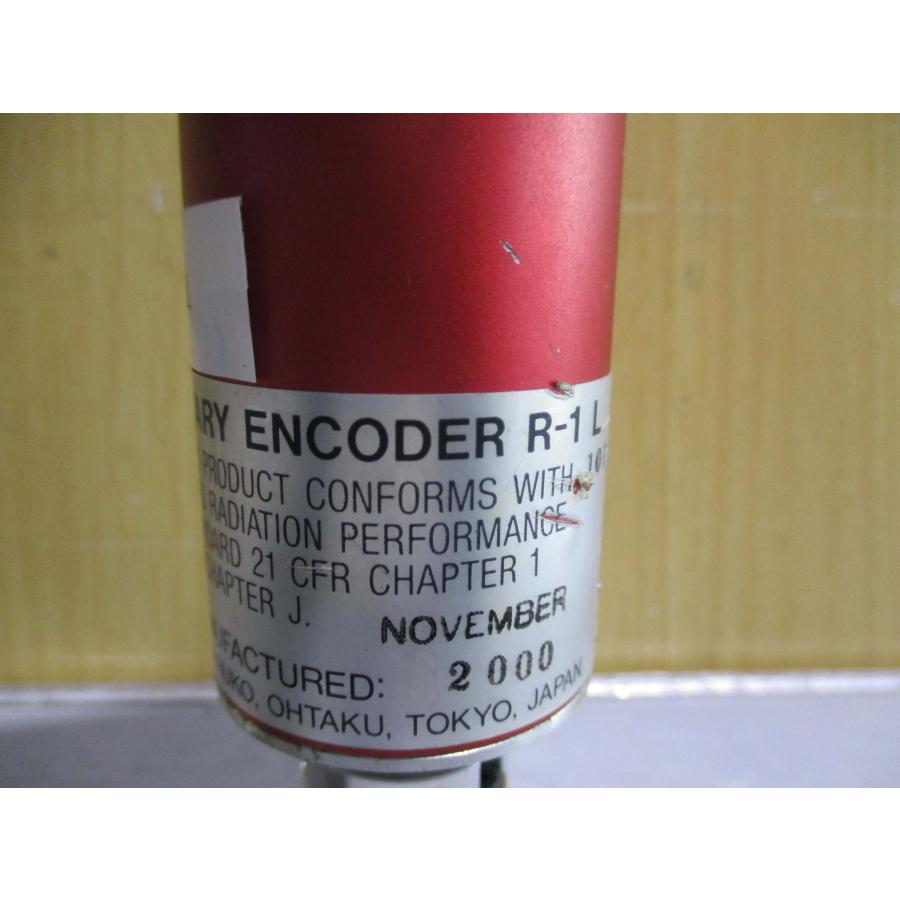 ARY ENCODER R-1 L
PRODUCT CONFORMS WITH
RADIATION PERFORMANCE
DARD 21 CFR CHAPTER 1
HAPTER J.
NOVEMBER
UFACTURED: 2000
UKO, OHTAKU, TOKYO, JAPAN